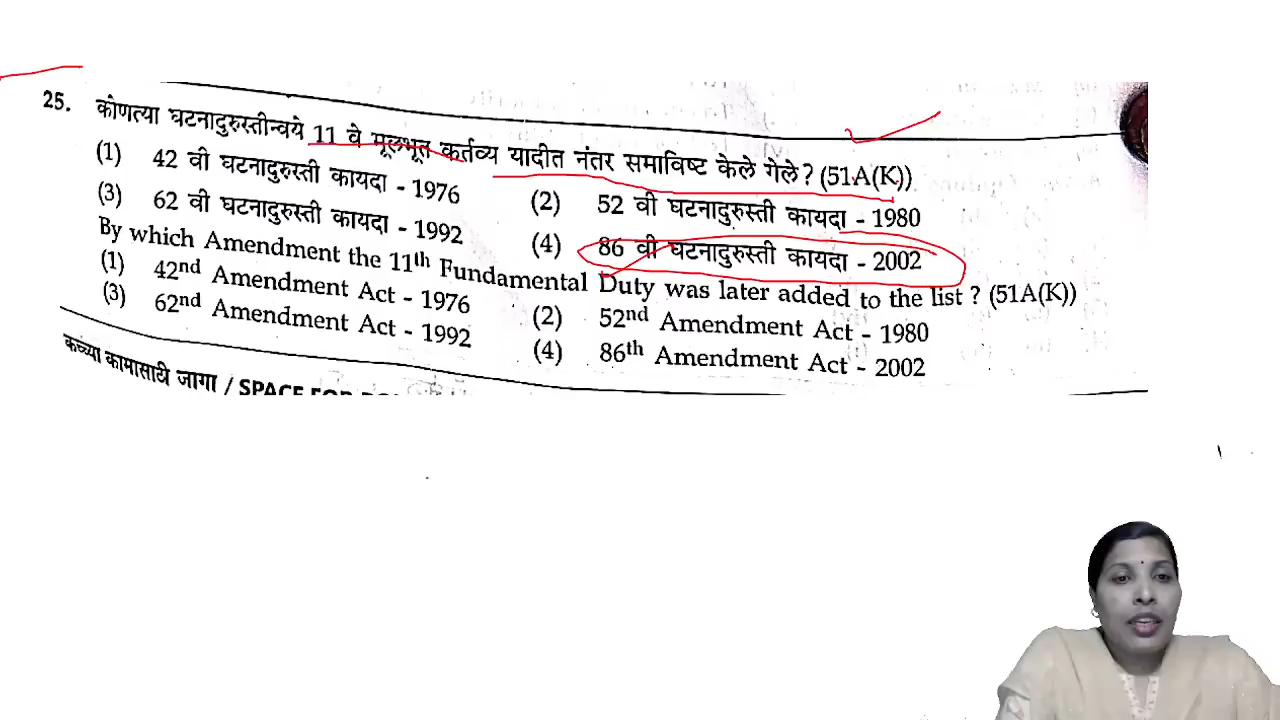 25. कोणत्या घटनादुरुस्तीन्वये 11 वे मूलभूत कर्तव्य यादीत नंतर समाविष्ट केले गेले? (51A(K))
(1) 42 वी घटनादुरुस्ती कायदा - 1976 (2) 52 वी घटनादुरुस्ती कायदा - 1980
(3) 62 वी घटनादुरुस्ती कायदा - 1992 (4) 86 वी घटनादुरुस्ती कायदा - 2002
By which Amendment the 11th Fundamental Duty was later added to the list ? (51A(K))
(1) 42nd Amendment Act - 1976 (2) 52nd Amendment Act - 1980
(3) 62nd Amendment Act - 1992 (4) 86th Amendment Act - 2002
कच्च्या कामासाठी जागा / SPACE FOR